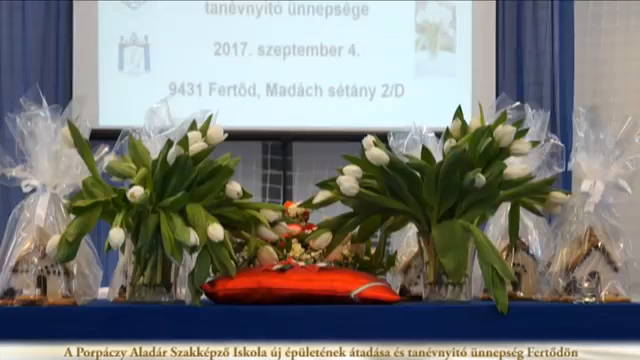 tanévnyitó ünnepsége
2017. szeptember 4.
9431 Fertőd, Madách sétány 2/D
A Porpáczy Aladár Szakképző Iskola új épületének átadása és tanévnyitó ünnepség Fertődön